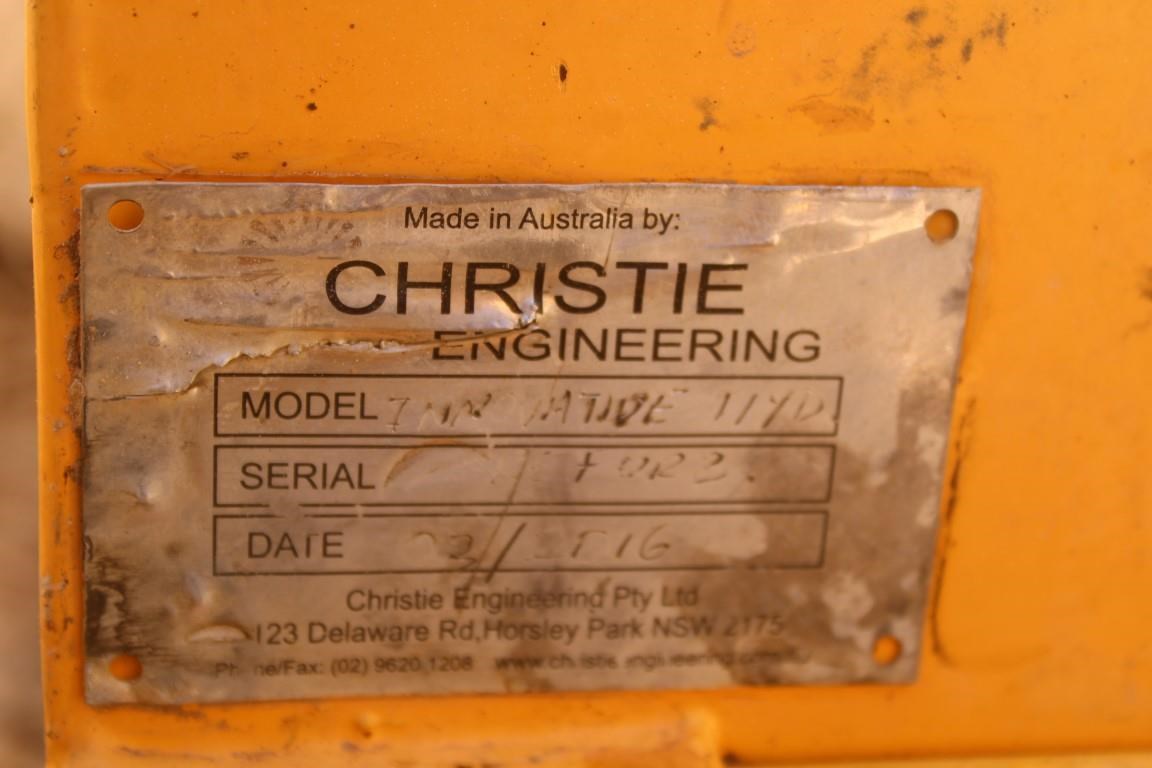 Made in Australia by:
CHRISTIE
ENGINEERING
MODEL
SERIAL
DATE
Christie Engineering Pty Ltd
123 Delaware Rd,Horsley Park NSW 2175
Phone/Fax: (02) 9620 1208